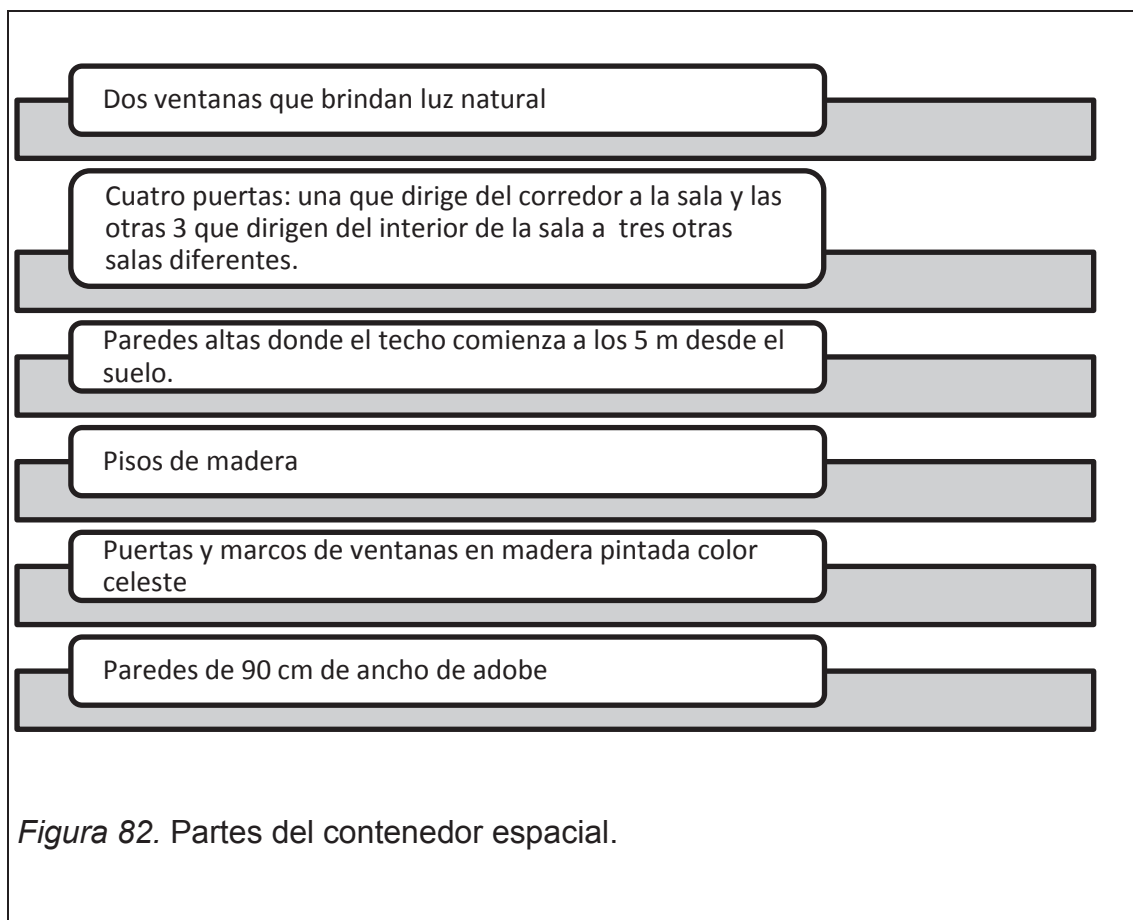 Dos ventanas que brindan luz natural
Cuatro puertas: una que dirige del corredor a la sala y las
otras 3 que dirigen del interior de la sala a tres otras
salas diferentes.
Paredes altas donde el techo comienza a los 5 m desde el
suelo.
Pisos de madera
Puertas y marcos de ventanas en madera pintada color
celeste
Paredes de 90 cm de ancho de adobe
Figura 82. Partes del contenedor espacial.